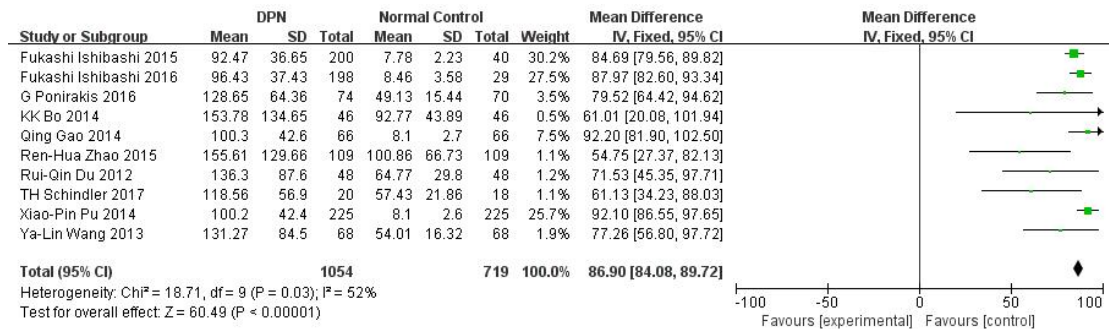 DPN Normal Control Mean Difference Mean Difference
Study or Subgroup Mean SD Total Mean SD Total Weight IV, Fixed, 95% CI IV, Fixed, 95% CI
Fukashi Ishibashi 2015 92.47 36.65 200 7.78 2.23 40 30.2% 84.69 [79.56, 89.82]
Fukashi Ishibashi 2016 96.43 37.43 198 8.46 3.58 29 27.5% 87.97 [82.60, 93.34]
G Ponirakis 2016 128.65 64.36 74 49.13 15.44 70 3.5% 79.52 [64.42, 94.62]
KK Bo 2014 153.78 134.65 46 92.77 43.89 46 0.5% 61.01 [20.08, 101.94]
Qing Gao 2014 100.3 42.6 66 8.1 2.7 66 7.5% 92.20 [81.90, 102.50]
Ren-Hua Zhao 2015 155.61 129.66 109 100.86 66.73 109 1.1% 54.75 [27.37, 82.13]
Rui-Qin Du 2012 136.3 87.6 48 64.77 29.8 48 1.2% 71.53 [45.35, 97.71]
TH Schindler 2017 118.56 56.9 20 57.43 21.86 18 1.1% 61.13 [34.23, 88.03]
Xiao-Pin Pu 2014 100.2 42.4 225 8.1 2.6 225 25.7% 92.10 [86.55, 97.65]
Ya-Lin Wang 2013 131.27 84.5 68 54.01 16.32 68 1.9% 77.26 [56.80, 97.72]
Total (95% CI) 1054 719 100.0% 86.90 [84.08, 89.72]
Heterogeneity: Chi² = 18.71, df = 9 (P = 0.03); I² = 52%
Test for overall effect: Z = 60.49 (P < 0.00001)
-100 -50 0 50 100
Favours [experimental] Favours [control]